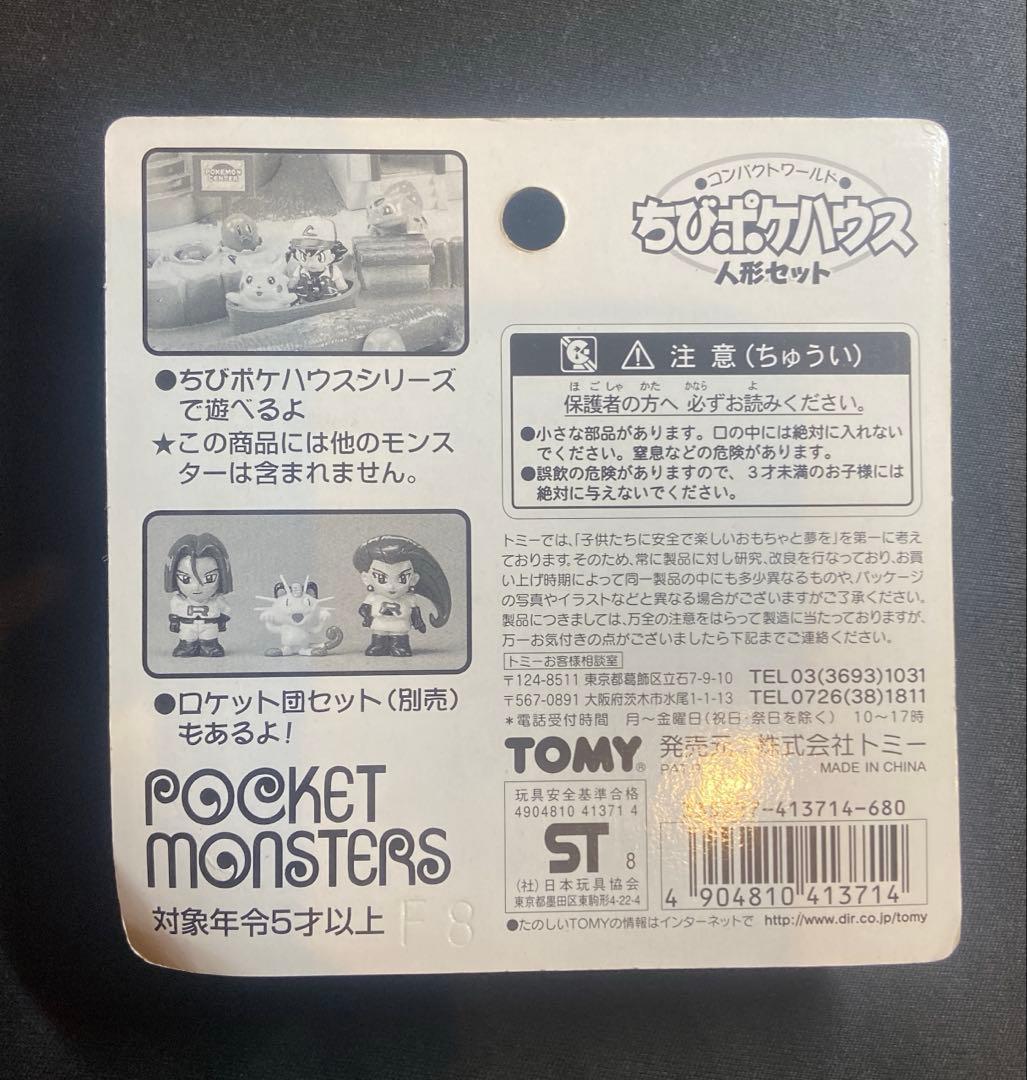 POKÉMON
CENTER
●ちびポケハウスシリーズ
で遊べるよ
★この商品には他のモンス
ターは含まれません。
R
R
●ロケット団セット（別売）
もあるよ！
POCKET
MONSTERS
対象年令5才以上
F8
●コンパクトワールド●
ちびポケハウス
人形セット
⚠ 注意（ちゅうい）
ほごしゃ かた かなら よ
保護者の方へ 必ずお読みください。
●小さな部品があります。口の中には絶対に入れない
でください。窒息などの危険があります。
●誤飲の危険がありますので、3才未満のお子様には
絶対に与えないでください。
トミーでは、「子供たちに安全で楽しいおもちゃと夢を」を第一に考え
ております。そのため、常に製品に対し研究、改良を行なっており、お買
い上げ時期によって同一製品の中にも多少異なるものや、パッケージ
の写真やイラストなどと異なる場合がございますがご了承ください。
製品につきましては、万全の注意をはらって製造に当たっておりますが、
万一お気付きの点がございましたら下記までご連絡ください。
トミーお客様相談室
〒124-8511 東京都葛飾区立石7-9-10 TEL03(3693)1031
〒567-0891 大阪府茨木市水尾1-1-13 TEL0726(38)1811
＊電話受付時間 月〜金曜日（祝日・祭日を除く） 10〜17時
TOMY® 発売元 株式会社トミー
MADE IN CHINA
玩具安全基準合格
4904810 41371 4
ST 8
（社）日本玩具協会
東京都墨田区東駒形4-22-4
-413714-680
4 904810 413714
●たのしいTOMYの情報はインターネットで http://www.dir.co.jp/tomy